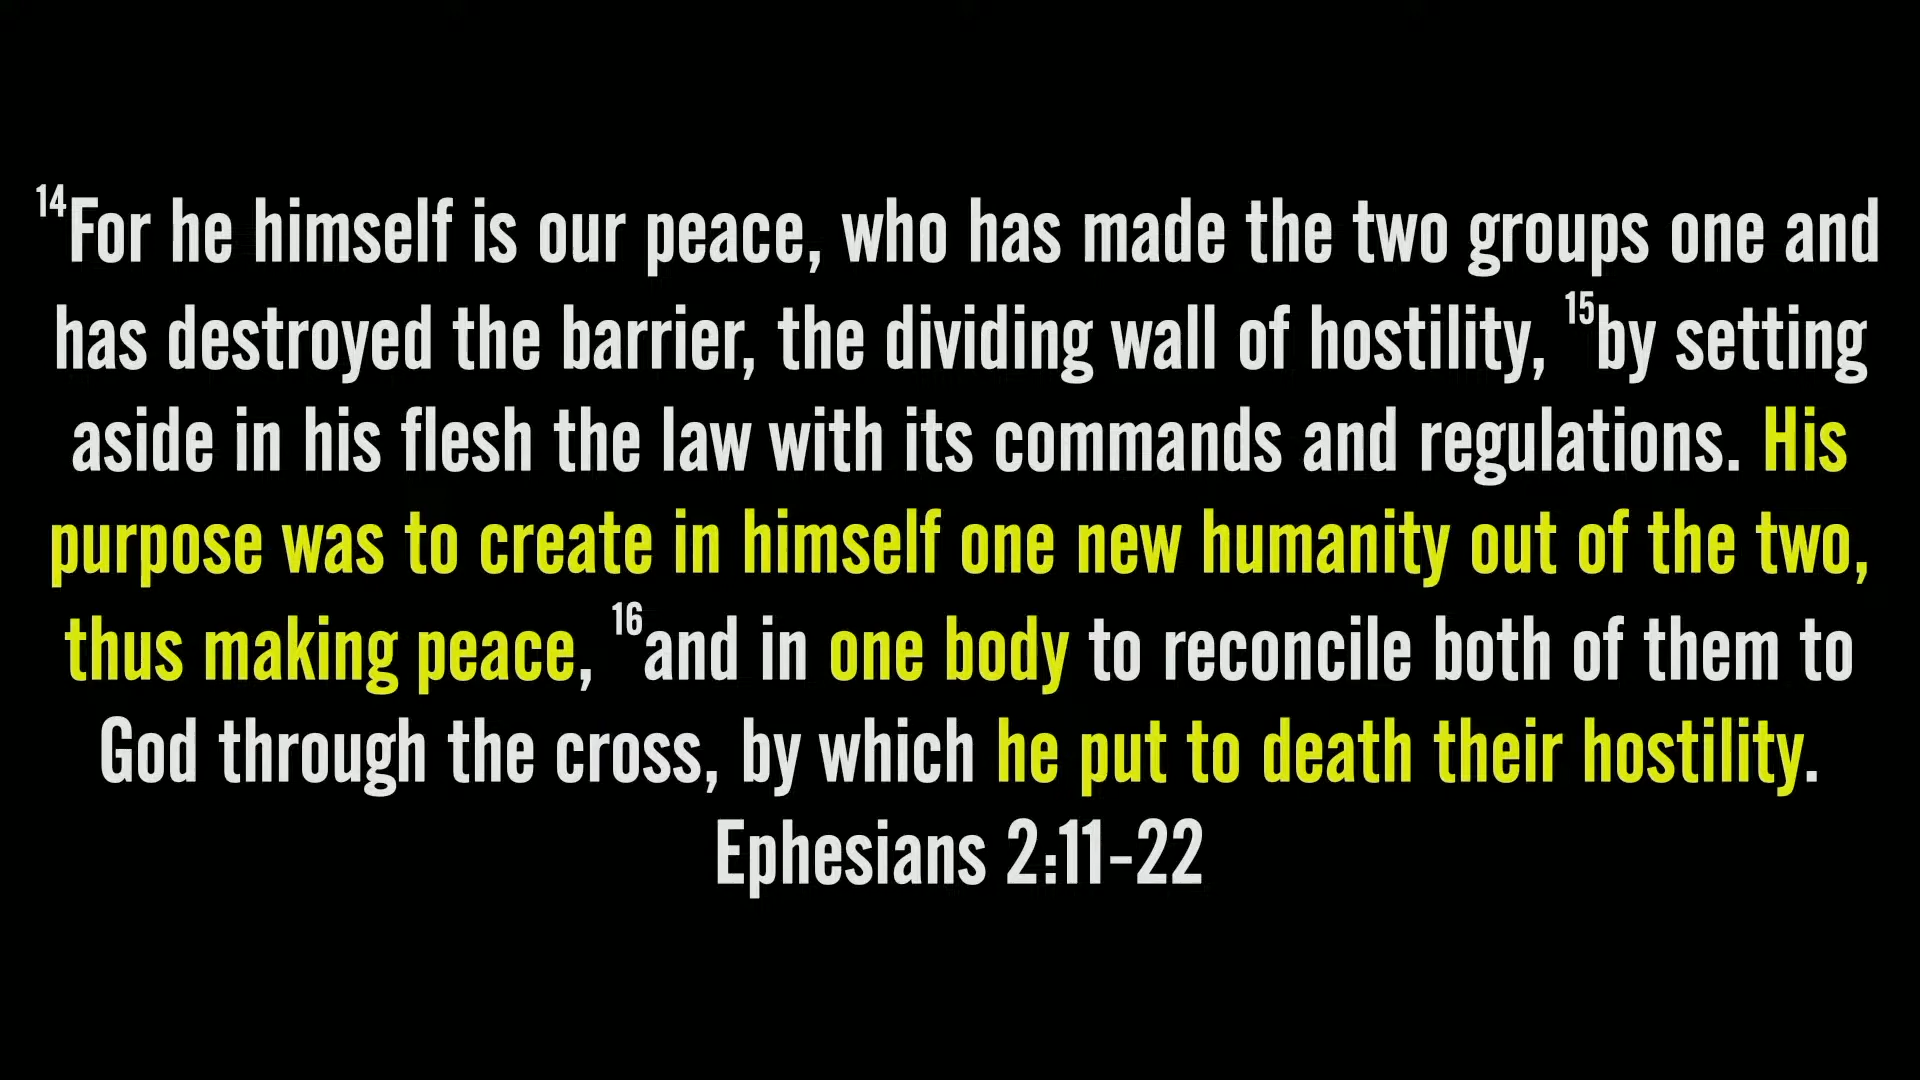 14For he himself is our peace, who has made the two groups one and
has destroyed the barrier, the dividing wall of hostility, 15by setting
aside in his flesh the law with its commands and regulations. His
purpose was to create in himself one new humanity out of the two,
thus making peace, 16and in one body to reconcile both of them to
God through the cross, by which he put to death their hostility.
Ephesians 2:11–22